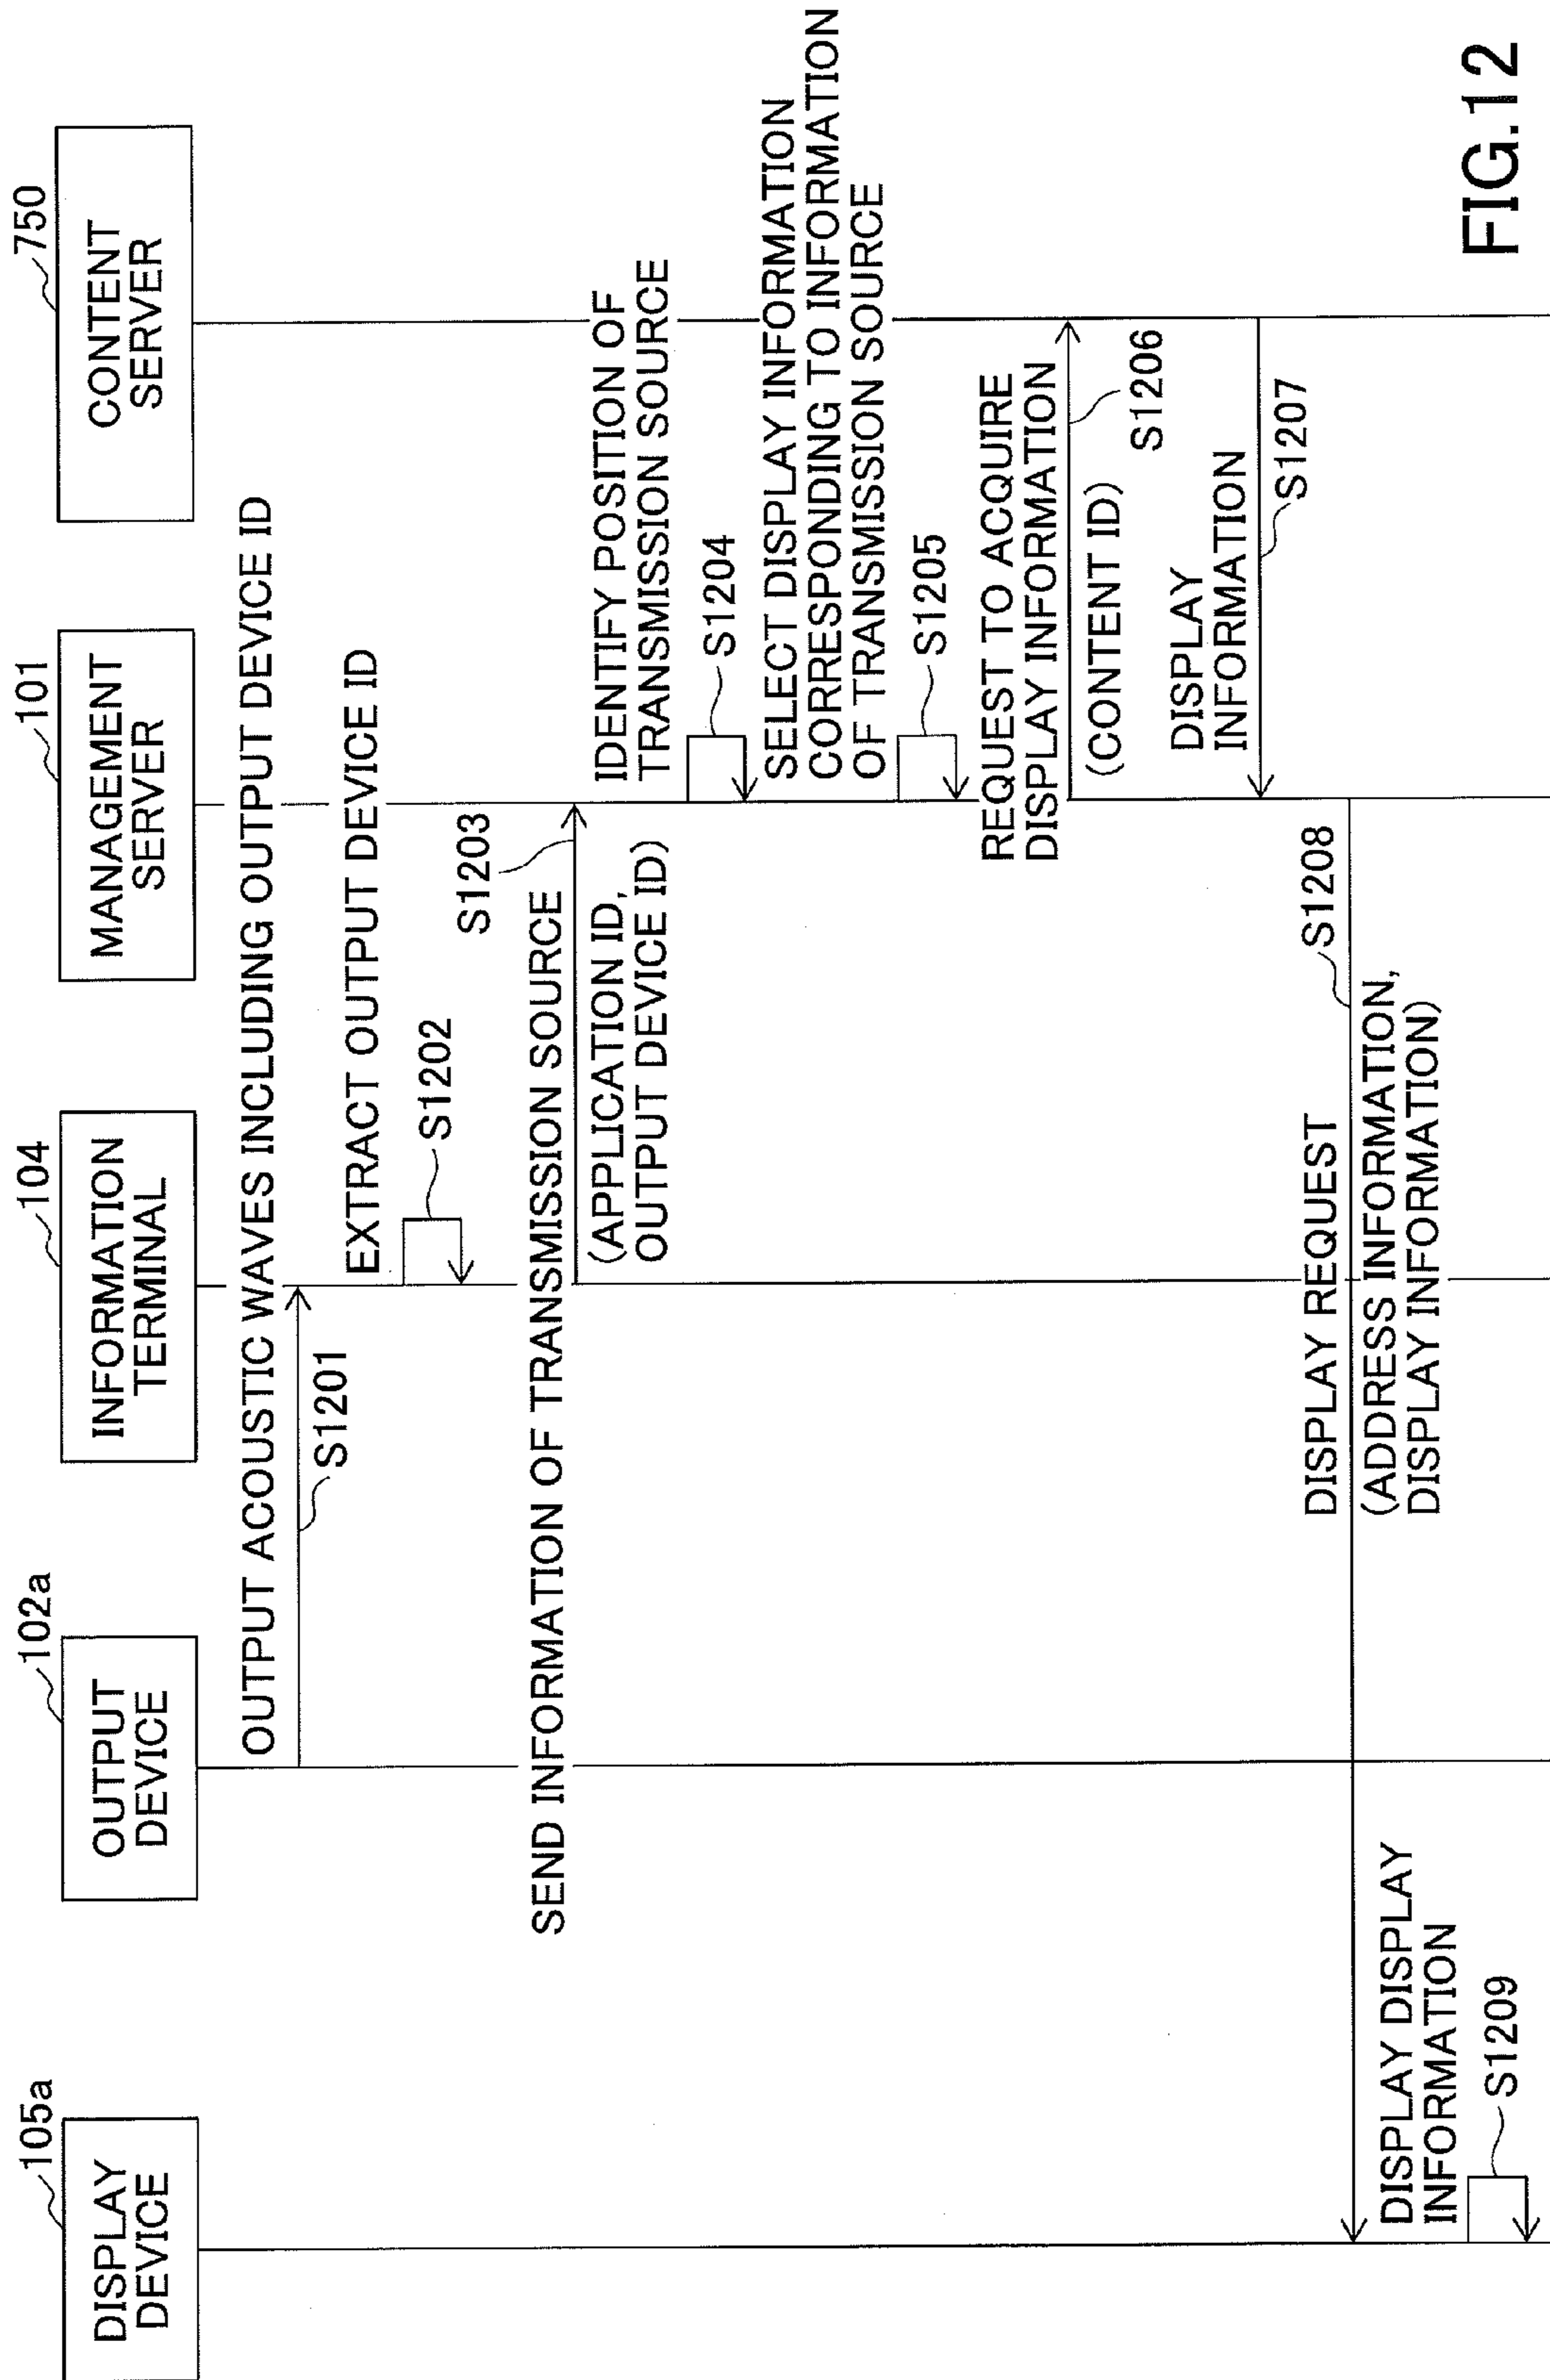 105a
DISPLAY
DEVICE
102a
OUTPUT
DEVICE
104
INFORMATION
TERMINAL
101
MANAGEMENT
SERVER
750
CONTENT
SERVER
OUTPUT ACOUSTIC WAVES INCLUDING OUTPUT DEVICE ID
S1201
EXTRACT OUTPUT DEVICE ID
S1202
SEND INFORMATION OF TRANSMISSION SOURCE
S1203
(APPLICATION ID,
OUTPUT DEVICE ID)
IDENTIFY POSITION OF
TRANSMISSION SOURCE
S1204
SELECT DISPLAY INFORMATION
CORRESPONDING TO INFORMATION
OF TRANSMISSION SOURCE
S1205
REQUEST TO ACQUIRE
DISPLAY INFORMATION
(CONTENT ID)
S1206
DISPLAY
INFORMATION
S1207
DISPLAY REQUEST
S1208
(ADDRESS INFORMATION,
DISPLAY INFORMATION)
DISPLAY DISPLAY
INFORMATION
S1209
FIG.12